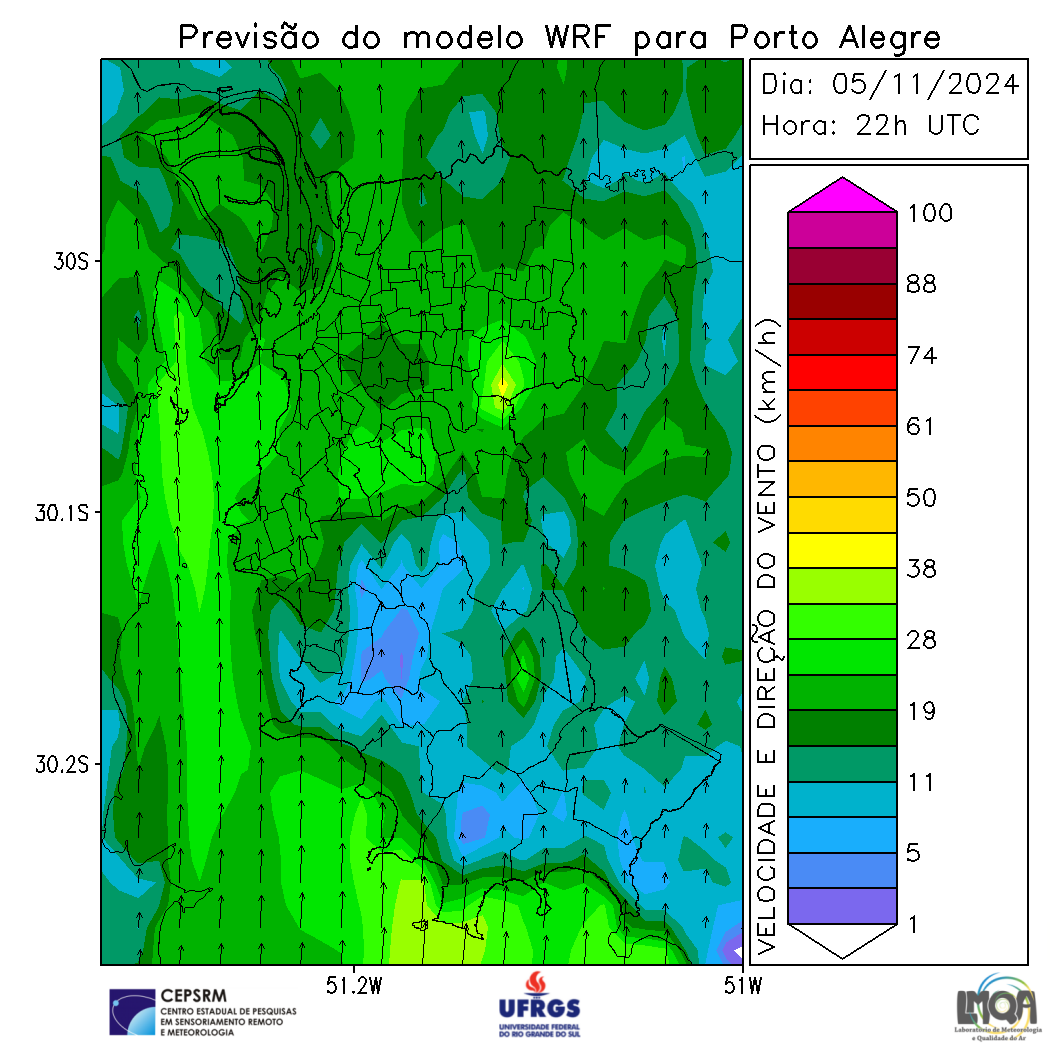 Previsão do modelo WRF para Porto Alegre
Dia: 05/11/2024
Hora: 22h UTC
30S
30.1S
30.2S
51.2W
51W
VELOCIDADE E DIREÇÃO DO VENTO (km/h)
100
88
74
61
50
38
28
19
11
5
1
CEPSRM
CENTRO ESTADUAL DE PESQUISAS
EM SENSORIAMENTO REMOTO
E METEOROLOGIA
UFRGS
UNIVERSIDADE FEDERAL
DO RIO GRANDE DO SUL
LMQA
Laboratório de Meteorologia
e Qualidade do Ar